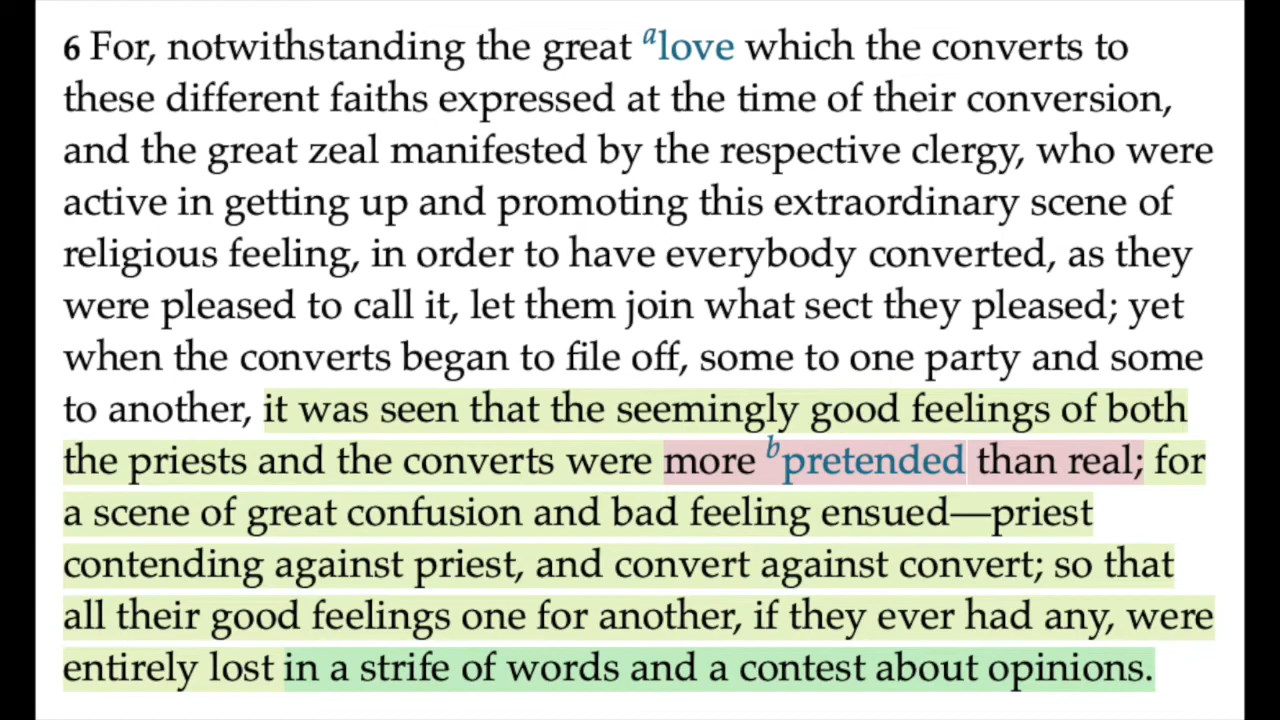 6 For, notwithstanding the great ᵃlove which the converts to
these different faiths expressed at the time of their conversion,
and the great zeal manifested by the respective clergy, who were
active in getting up and promoting this extraordinary scene of
religious feeling, in order to have everybody converted, as they
were pleased to call it, let them join what sect they pleased; yet
when the converts began to file off, some to one party and some
to another, it was seen that the seemingly good feelings of both
the priests and the converts were more ᵇpretended than real; for
a scene of great confusion and bad feeling ensued—priest
contending against priest, and convert against convert; so that
all their good feelings one for another, if they ever had any, were
entirely lost in a strife of words and a contest about opinions.